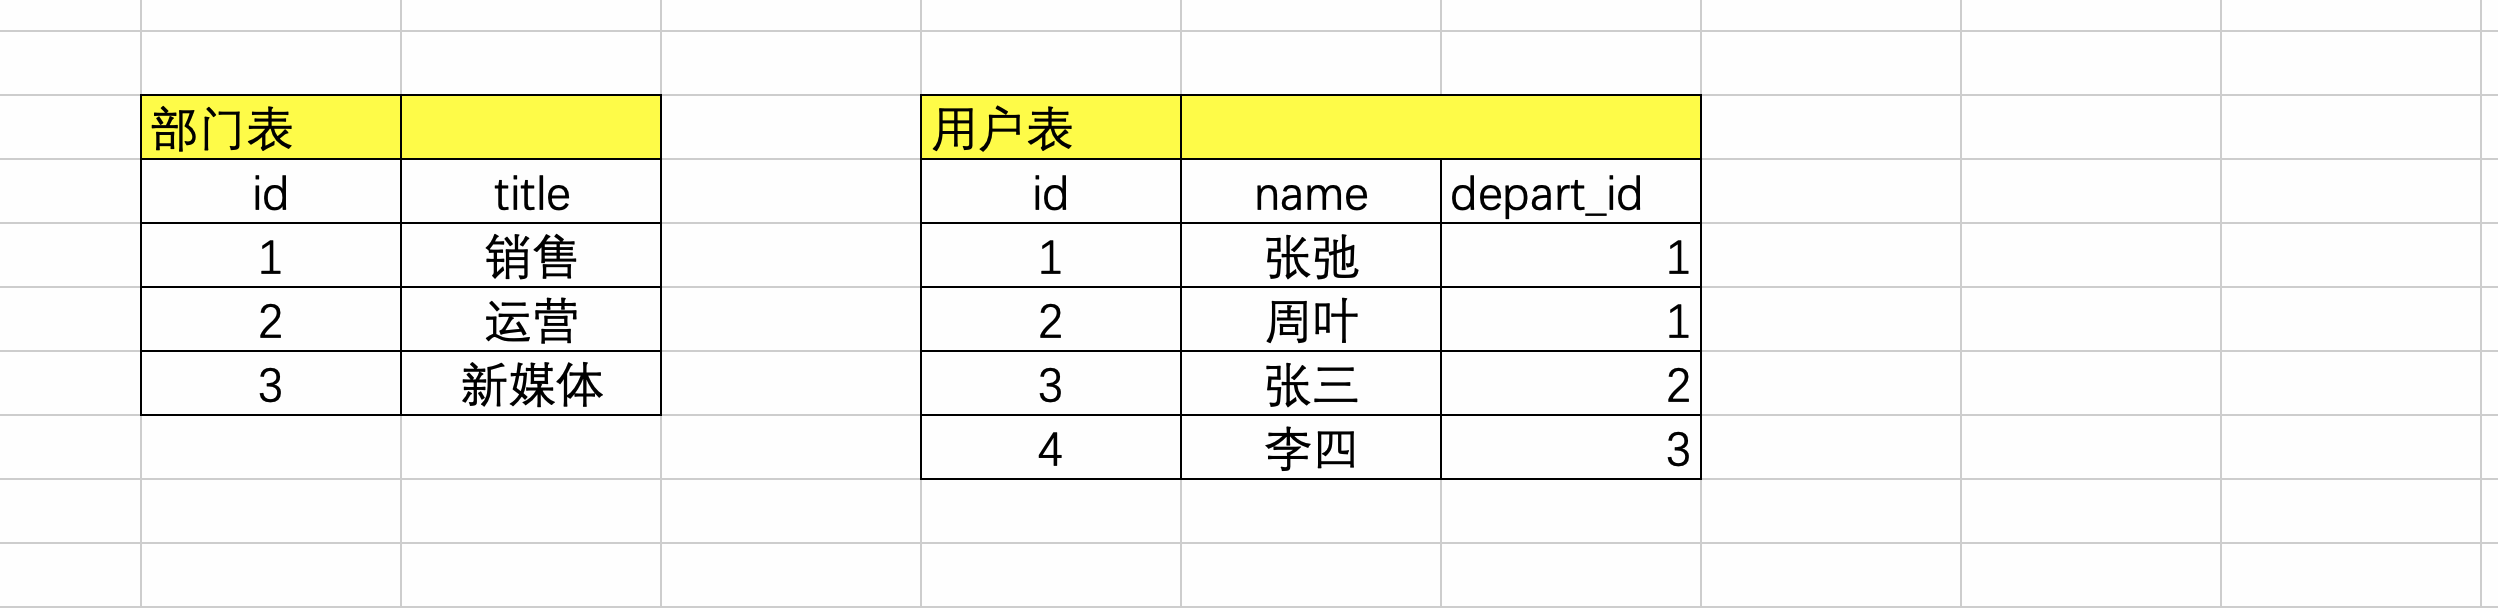 部门表
id title
1 销售
2 运营
3 新媒体
用户表
id name depart_id
1 张弛 1
2 周叶 1
3 张三 2
4 李四 3